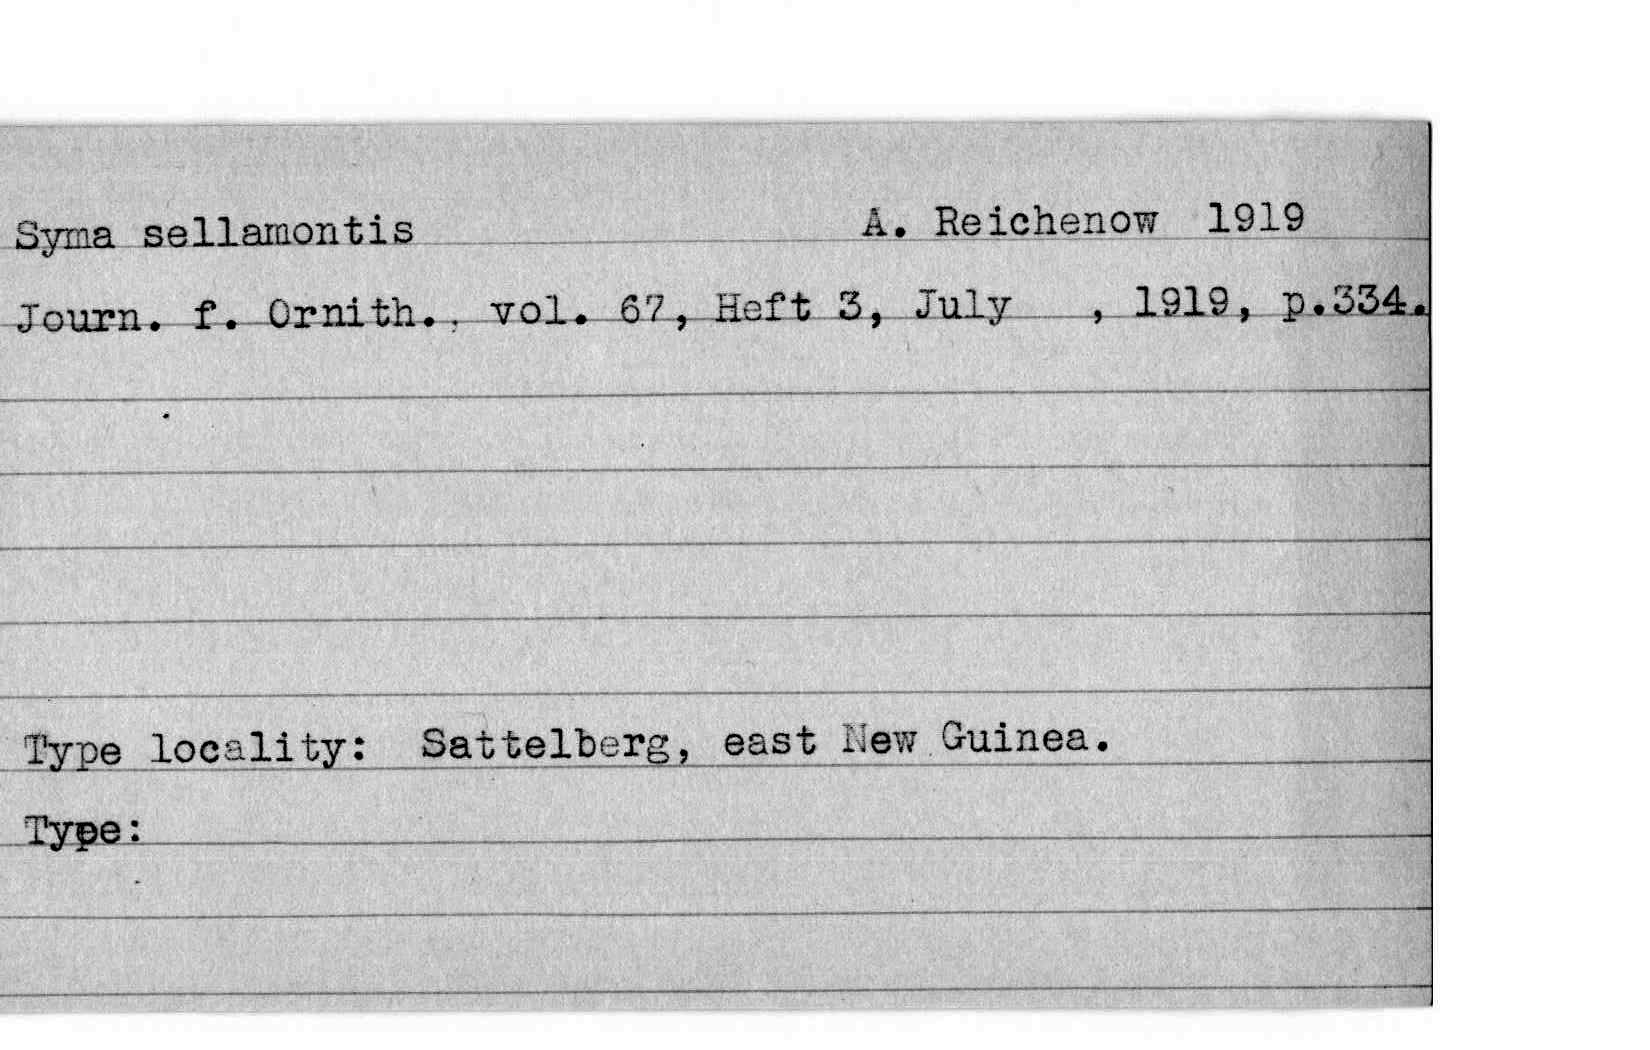 Syma sellamontis A. Reichenow 1919
Journ. f. Ornith., vol. 67, Heft 3, July , 1919, p.334.
Type locality: Sattelberg, east New Guinea.
Type: